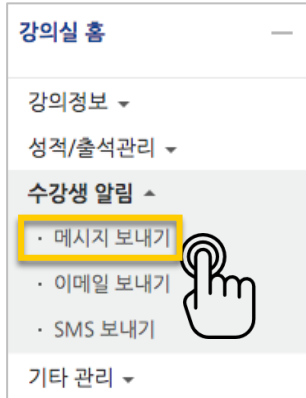 강의실 홈
강의정보
성적/출석관리
수강생 알림
· 메시지 보내기
· 이메일 보내기
· SMS 보내기
기타 관리